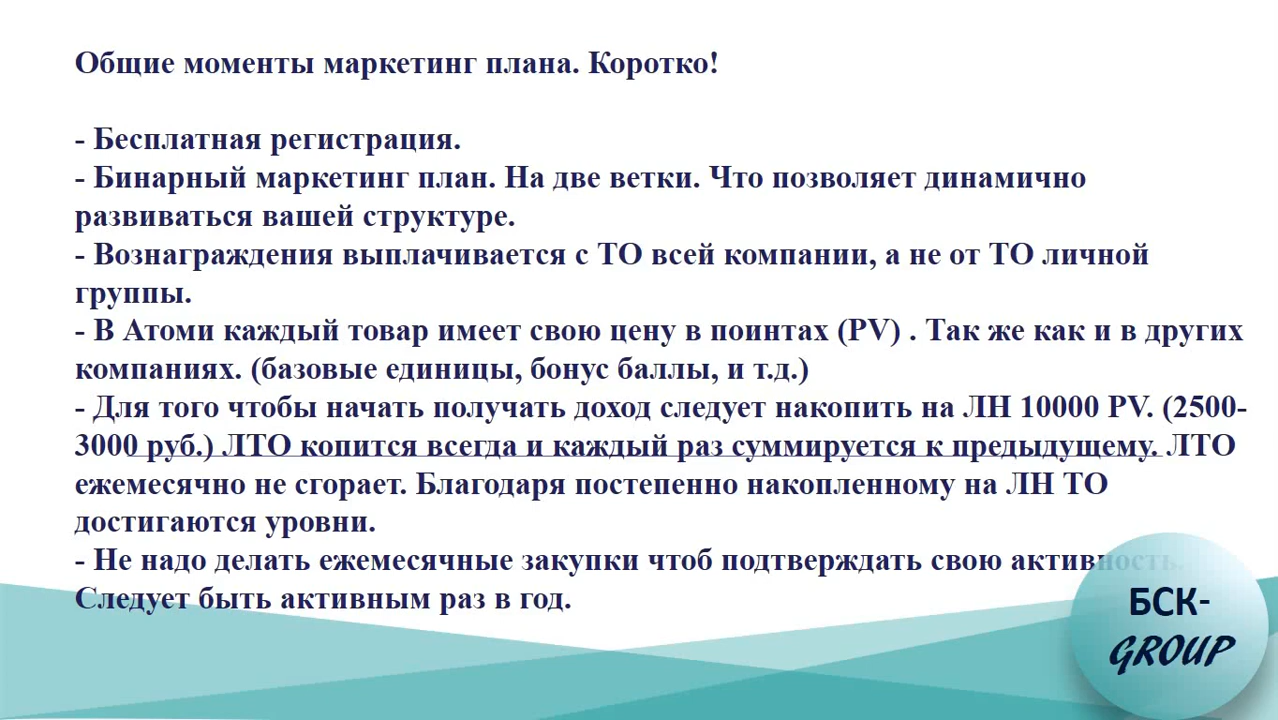 Общие моменты маркетинг плана. Коротко!
- Бесплатная регистрация.
- Бинарный маркетинг план. На две ветки. Что позволяет динамично
развиваться вашей структуре.
- Вознаграждения выплачивается с ТО всей компании, а не от ТО личной
группы.
- В Атоми каждый товар имеет свою цену в поинтах (PV) . Так же как и в других
компаниях. (базовые единицы, бонус баллы, и т.д.)
- Для того чтобы начать получать доход следует накопить на ЛН 10000 PV. (2500-
3000 руб.) ЛТО копится всегда и каждый раз суммируется к предыдущему. ЛТО
ежемесячно не сгорает. Благодаря постепенно накопленному на ЛН ТО
достигаются уровни.
- Не надо делать ежемесячные закупки чтоб подтверждать свою активность.
Следует быть активным раз в год.
БСК-
GROUP